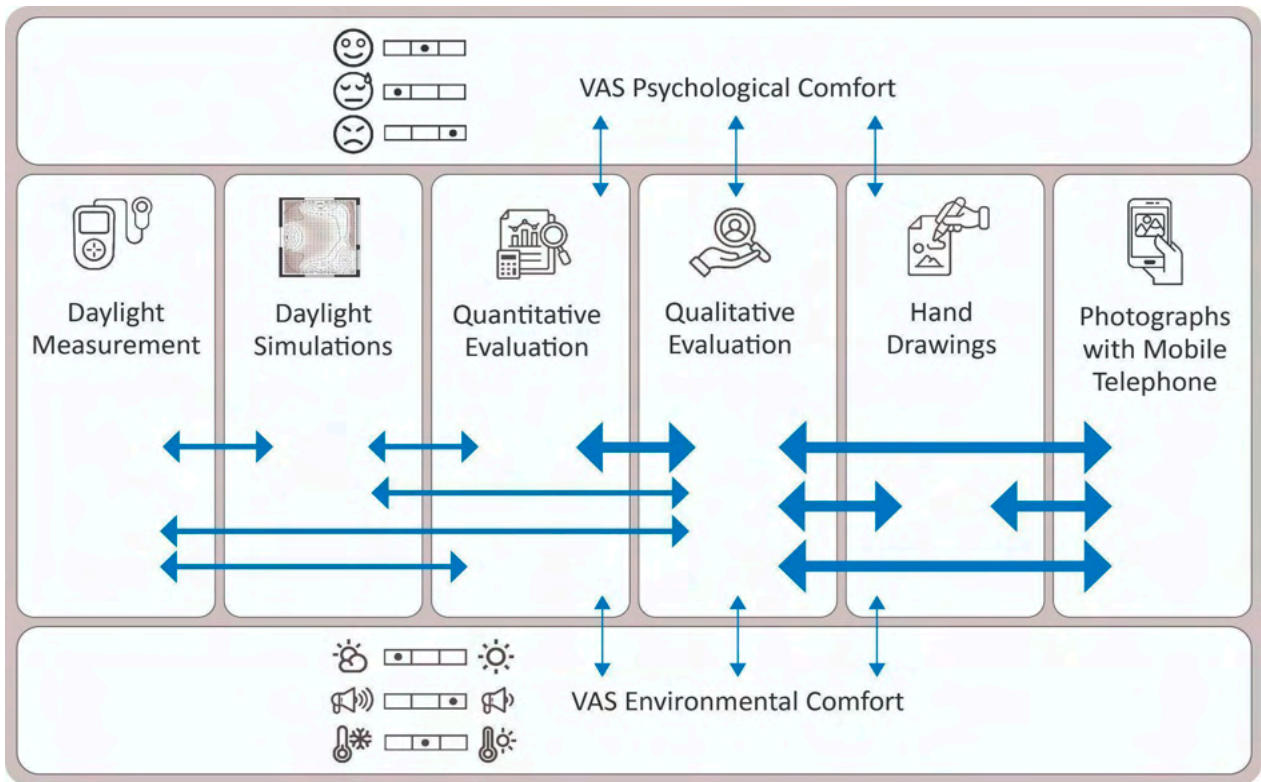 VAS Psychological Comfort
Daylight
Measurement
Daylight
Simulations
Quantitative
Evaluation
Qualitative
Evaluation
Hand
Drawings
Photographs
with Mobile
Telephone
VAS Environmental Comfort